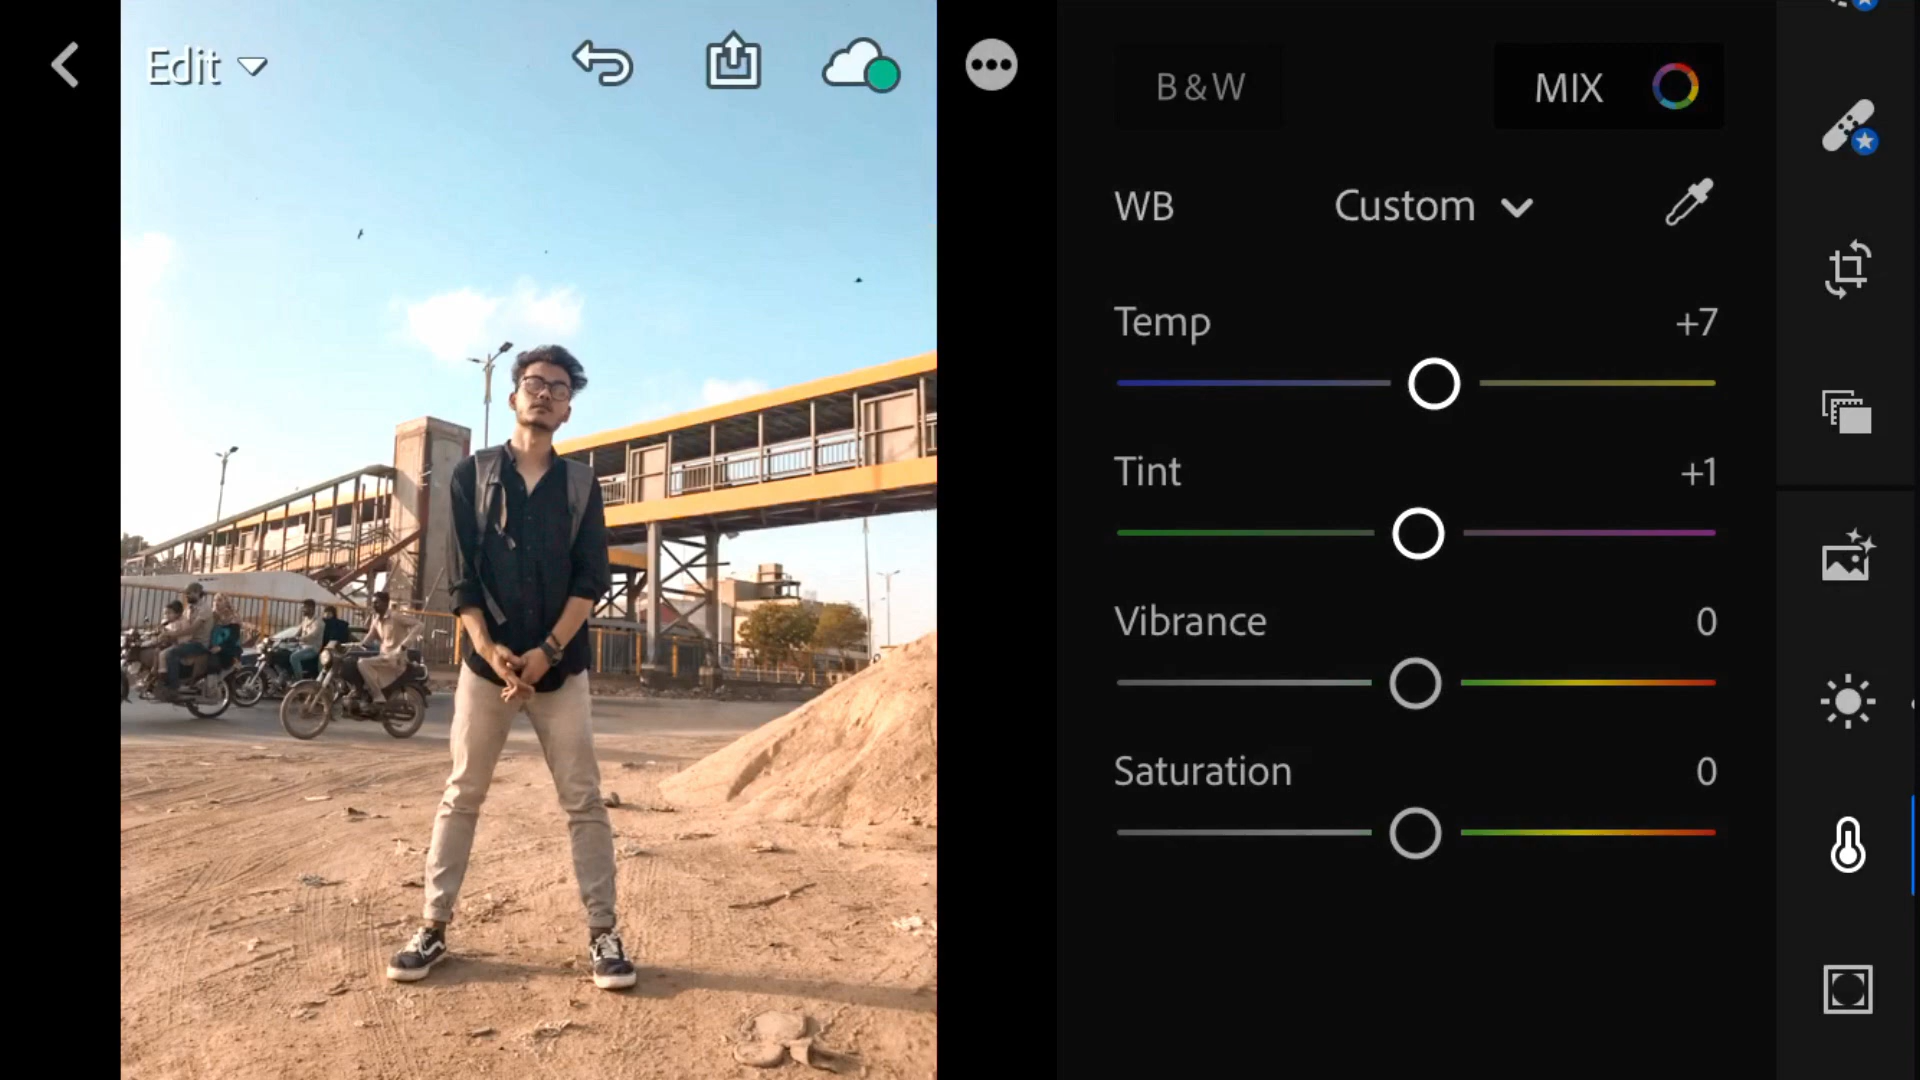 Edit
B&W
MIX
WB
Custom
Temp
+7
Tint
+1
Vibrance
0
Saturation
0